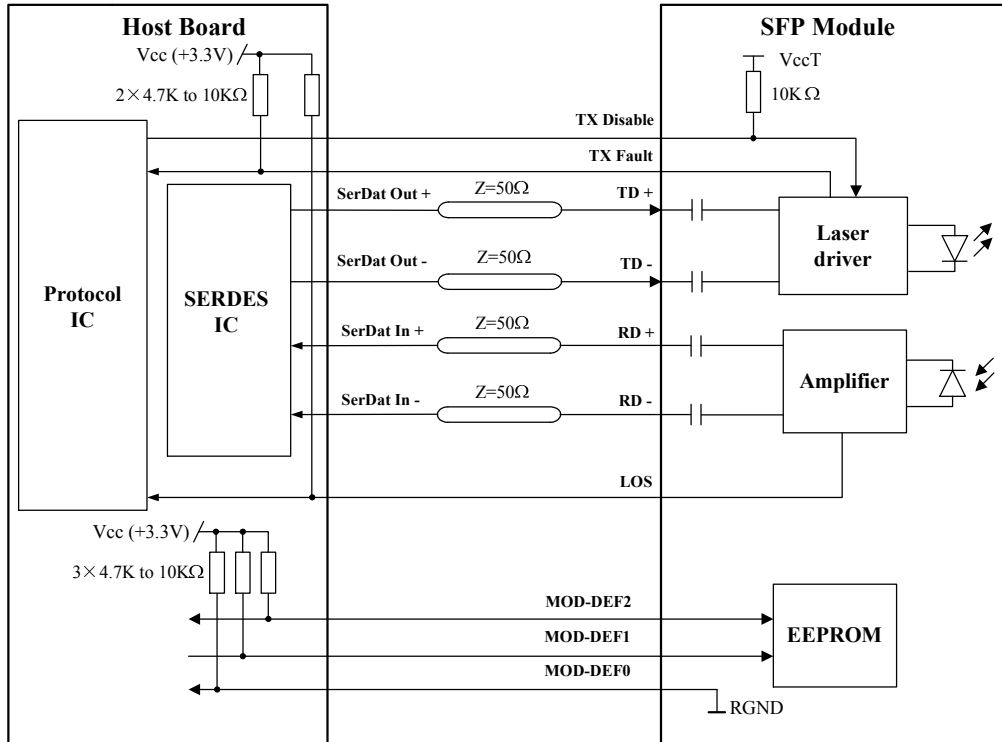 Host Board
SFP Module
Vcc (+3.3V)
VccT
2×4.7K to 10KΩ
10KΩ
TX Disable
TX Fault
SerDat Out +
Z=50Ω
TD +
Laser
driver
SerDat Out -
Z=50Ω
TD -
Protocol
IC
SERDES
IC
SerDat In +
Z=50Ω
RD +
Amplifier
SerDat In -
Z=50Ω
RD -
LOS
Vcc (+3.3V)
3×4.7K to 10KΩ
MOD-DEF2
MOD-DEF1
EEPROM
MOD-DEF0
RGND